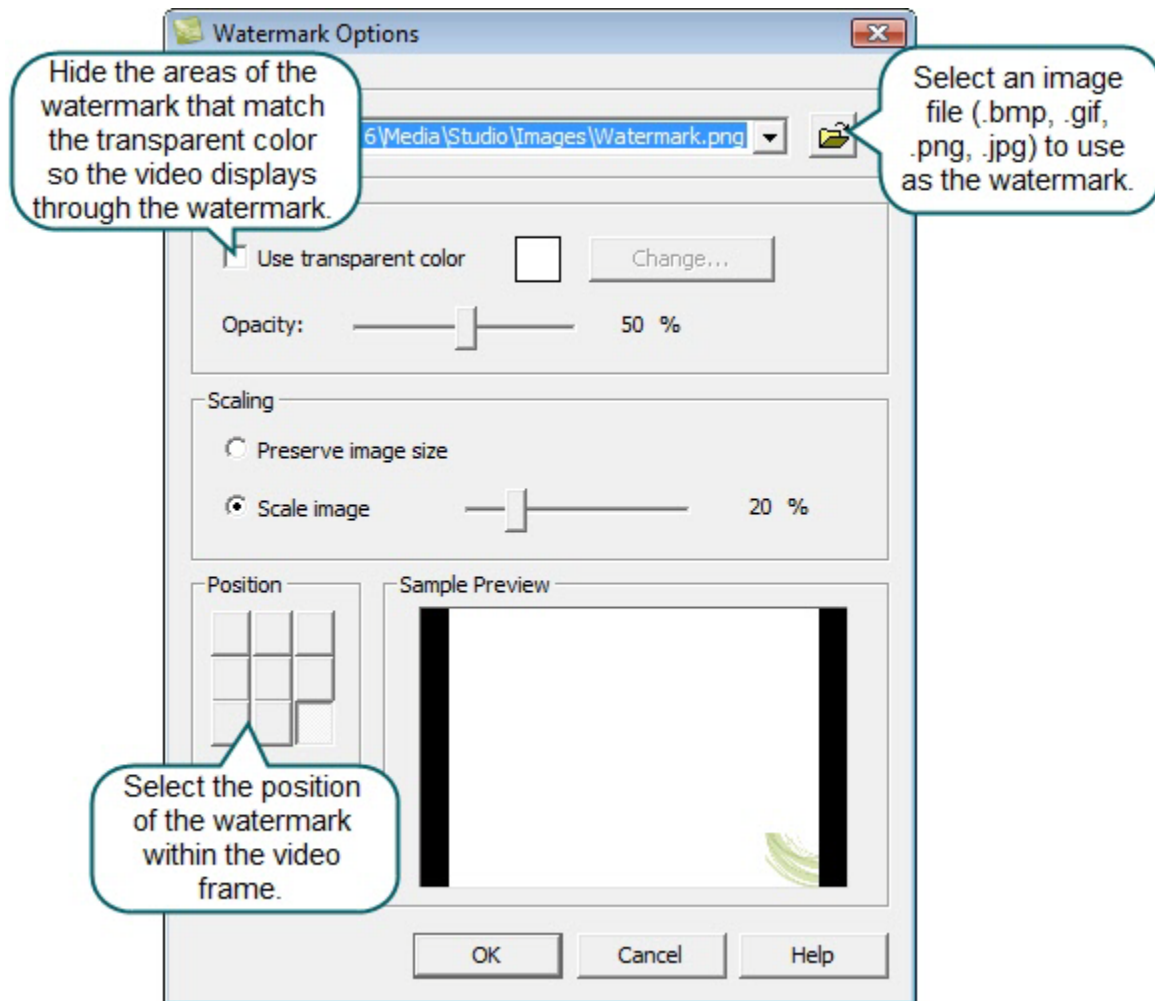 Watermark Options
Hide the areas of the
watermark that match
the transparent color
so the video displays
through the watermark.
Select an image
file (.bmp, .gif,
.png, .jpg) to use
as the watermark.
6\Media\Studio\Images\Watermark.png
Use transparent color
Change...
Opacity:
50 %
Scaling
Preserve image size
Scale image
20 %
Position
Sample Preview
Select the position
of the watermark
within the video
frame.
OK
Cancel
Help